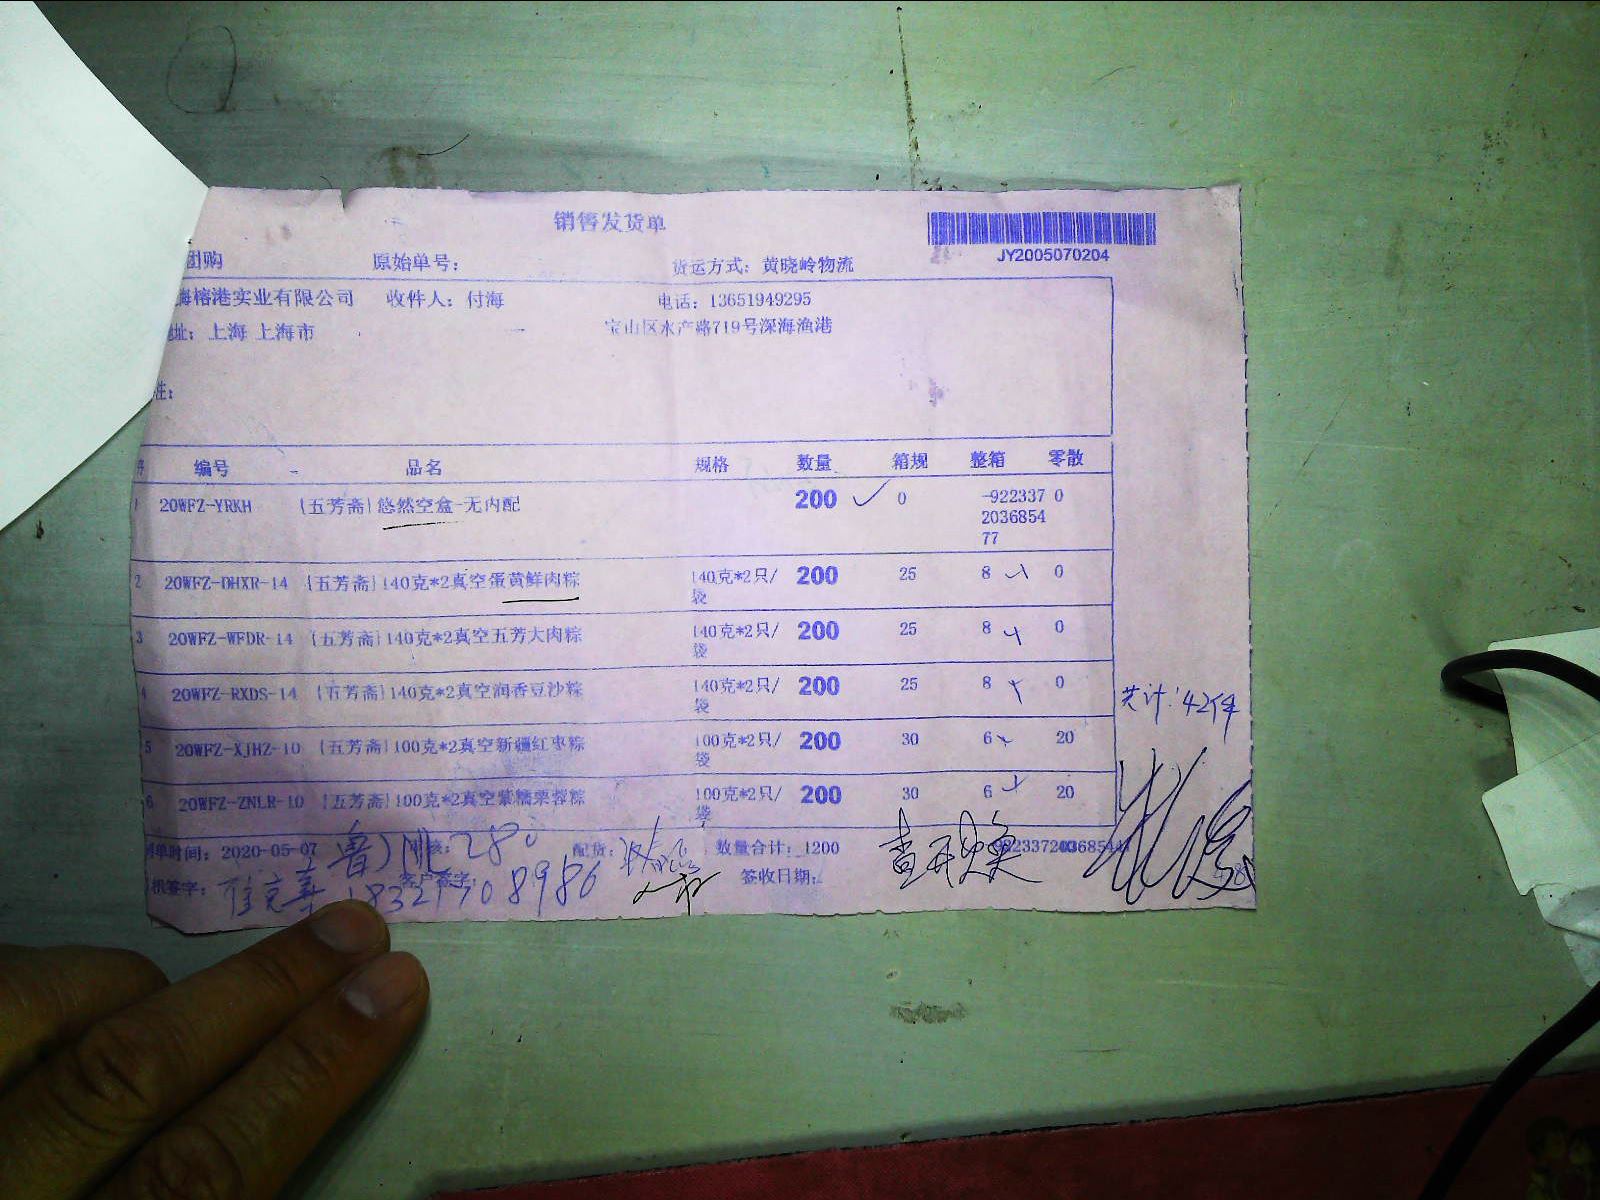 销售发货单
JY2005070204
团购 原始单号： 货运方式：黄晓岭物流
海榕港实业有限公司 收件人：付海 电话：13651949295
地址：上海 上海市 宝山区水产路719号深海渔港
注：
序 编号 品名 规格 数量 箱规 整箱 零散
1 20WFZ-YRKH {五芳斋}悠然空盒-无内配 200 0 -922337 0
2036854
77
2 20WFZ-DHXR-14 {五芳斋}140克*2真空蛋黄鲜肉粽 140克*2只/ 200 25 8 0
袋
3 20WFZ-WFDR-14 {五芳斋}140克*2真空五芳大肉粽 140克*2只/ 200 25 8 0
袋
4 20WFZ-RXDS-14 {五芳斋}140克*2真空润香豆沙粽 140克*2只/ 200 25 8 0
袋
共计：42件
5 20WFZ-XJHZ-10 {五芳斋}100克*2真空新疆红枣粽 100克*2只/ 200 30 6 20
袋
6 20WFZ-ZNLR-10 {五芳斋}100克*2真空紫糯栗蓉粽 100克*2只/ 200 30 6 20
袋
制单时间：2020-05-07 配货： 数量合计：1200
机签字： 客户签字： 签收日期：